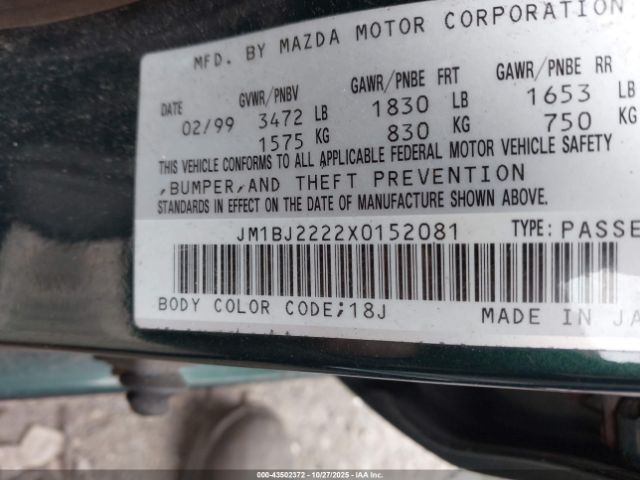 MFD. BY MAZDA MOTOR CORPORATION
DATE GVWR/PNBV GAWR/PNBE FRT GAWR/PNBE RR
02/99 3472 LB 1830 LB 1653 LB
1575 KG 830 KG 750 KG
THIS VEHICLE CONFORMS TO ALL APPLICABLE FEDERAL MOTOR VEHICLE SAFETY
,BUMPER,AND THEFT PREVENTION
STANDARDS IN EFFECT ON THE DATE OF MANUFACTURE SHOWN ABOVE.
JM1BJ2222X0152081 TYPE: PASSE
BODY COLOR CODE;18J MADE IN JA
000-43502372 10/27/2025 IAA Inc.